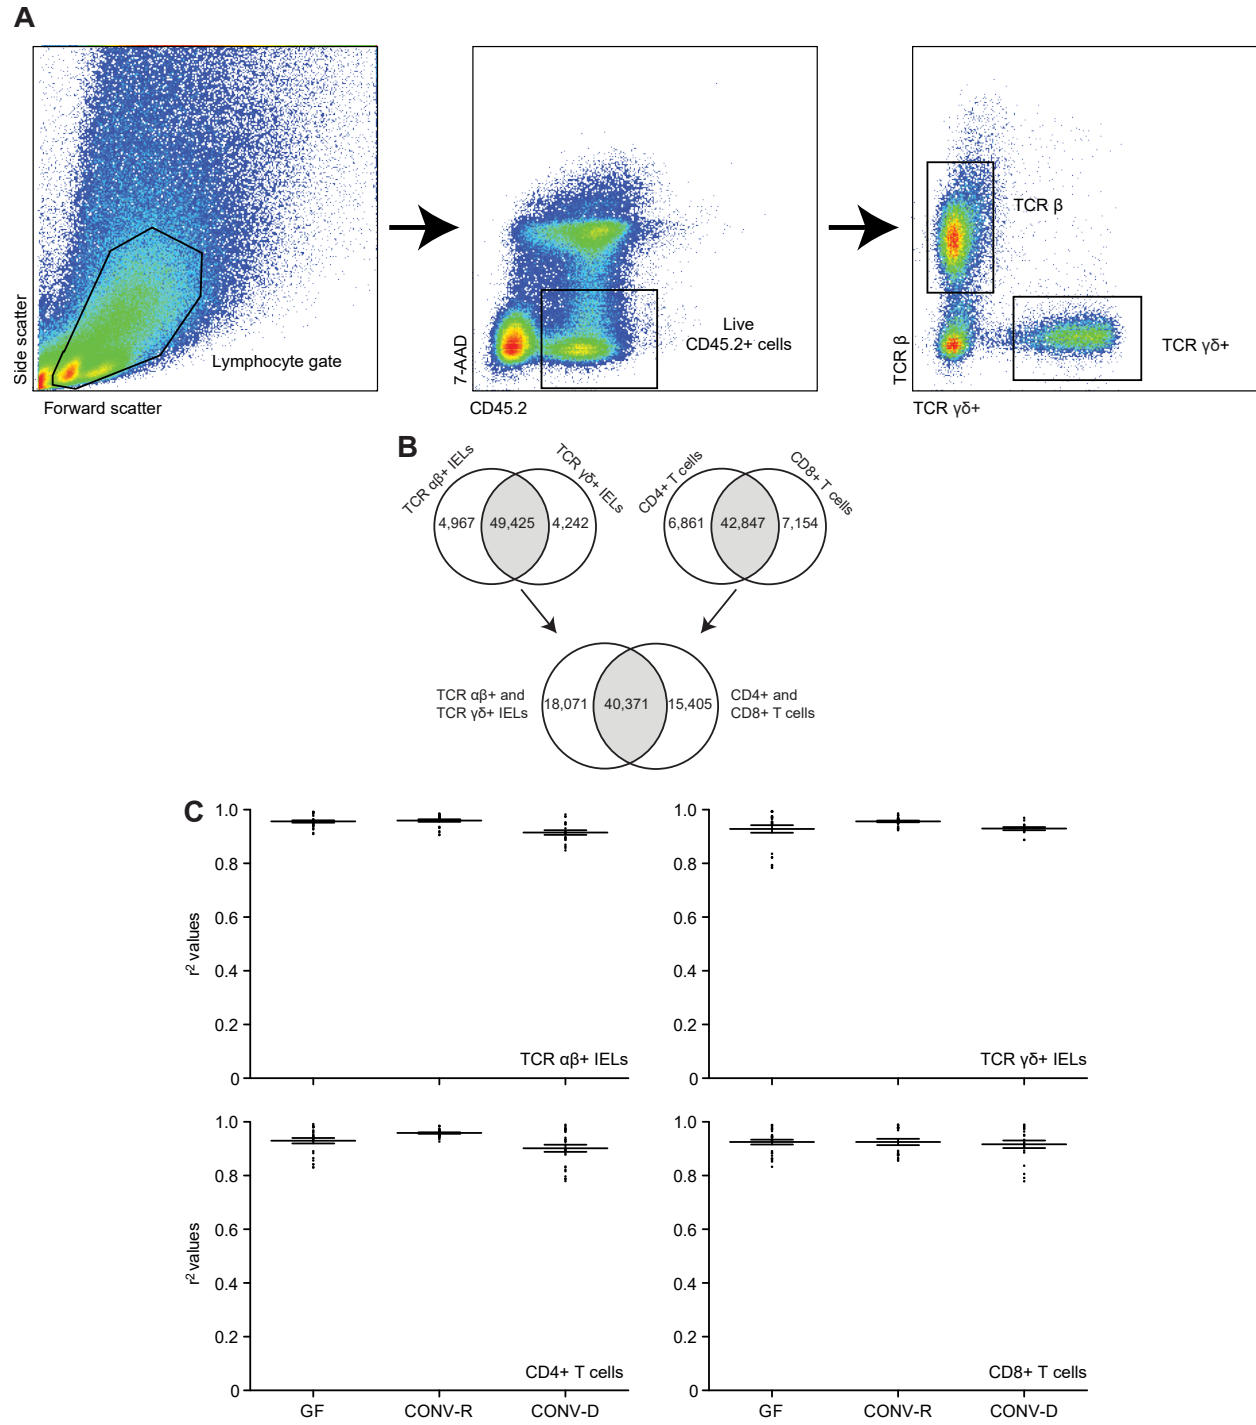 A
Side scatter
Forward scatter
Lymphocyte gate
7-AAD
CD45.2
Live
CD45.2+ cells
TCR β
TCR γδ+
TCR β
TCR γδ+
B
TCR αβ+ IELs
TCR γδ+ IELs
4,967
49,425
4,242
CD4+ T cells
CD8+ T cells
6,861
42,847
7,154
TCR αβ+ and
TCR γδ+ IELs
18,071
40,371
15,405
CD4+ and
CD8+ T cells
C
r² values
1.0
0.8
0.6
0.4
0.2
0
TCR αβ+ IELs
1.0
0.8
0.6
0.4
0.2
0
TCR γδ+ IELs
r² values
1.0
0.8
0.6
0.4
0.2
0
CD4+ T cells
GF
CONV-R
CONV-D
1.0
0.8
0.6
0.4
0.2
0
CD8+ T cells
GF
CONV-R
CONV-D